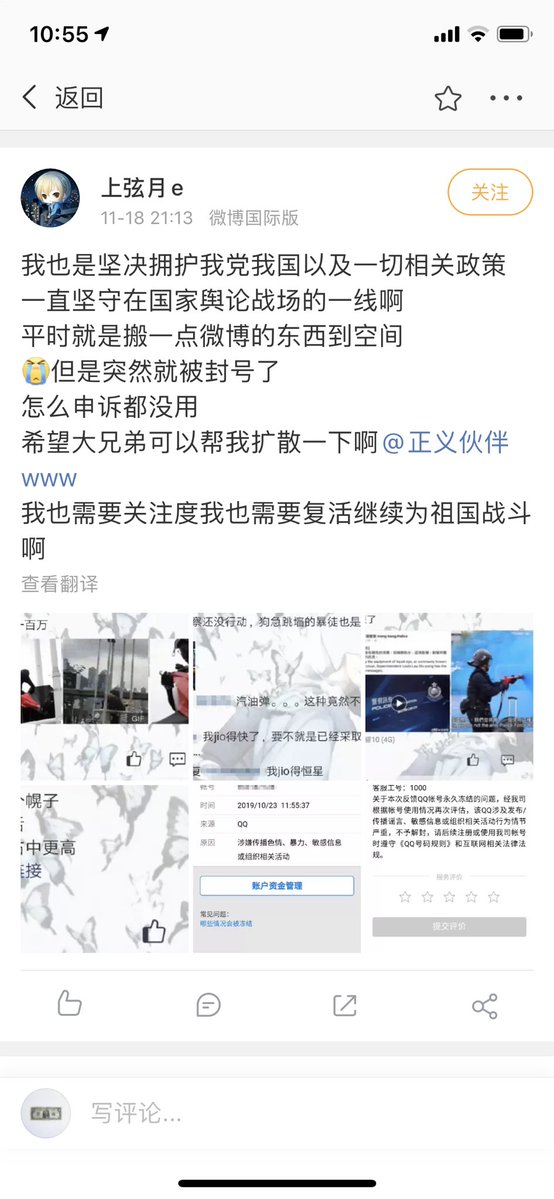 10:55
返回
上弦月e
11-18 21:13 微博国际版
关注
我也是坚决拥护我党我国以及一切相关政策
一直坚守在国家舆论战场的一线啊
平时就是搬一点微博的东西到空间
😭但是突然就被封号了
怎么申诉都没用
希望大兄弟可以帮我扩散一下啊@正义伙伴
www
我也需要关注度我也需要复活继续为祖国战斗
啊
查看翻译
一百万
GIF
察还没行动，狗急跳墙的暴徒也是
汽油弹。。。这种竟然不
我jio得快了，要不就是已经采取
我jio得恒星
了
10 (4G)
幌子
占中更高
连接
帐号
时间 2019/10/23 11:55:37
来源 QQ
原因 涉嫌传播色情、暴力、敏感信息
或组织相关活动
账户资金管理
常见问题：
哪些情况会被冻结
客服工号：1000
关于本次反馈QQ帐号永久冻结的问题，经我司
根据帐号使用情况再次评估，该QQ涉及发布/
传播谣言、敏感信息或组织相关活动行为情节
严重，不予解封，请后续注册或使用我司帐号
时遵守《QQ号码规则》和互联网相关法律法
规。
服务评价
提交评价
写评论...